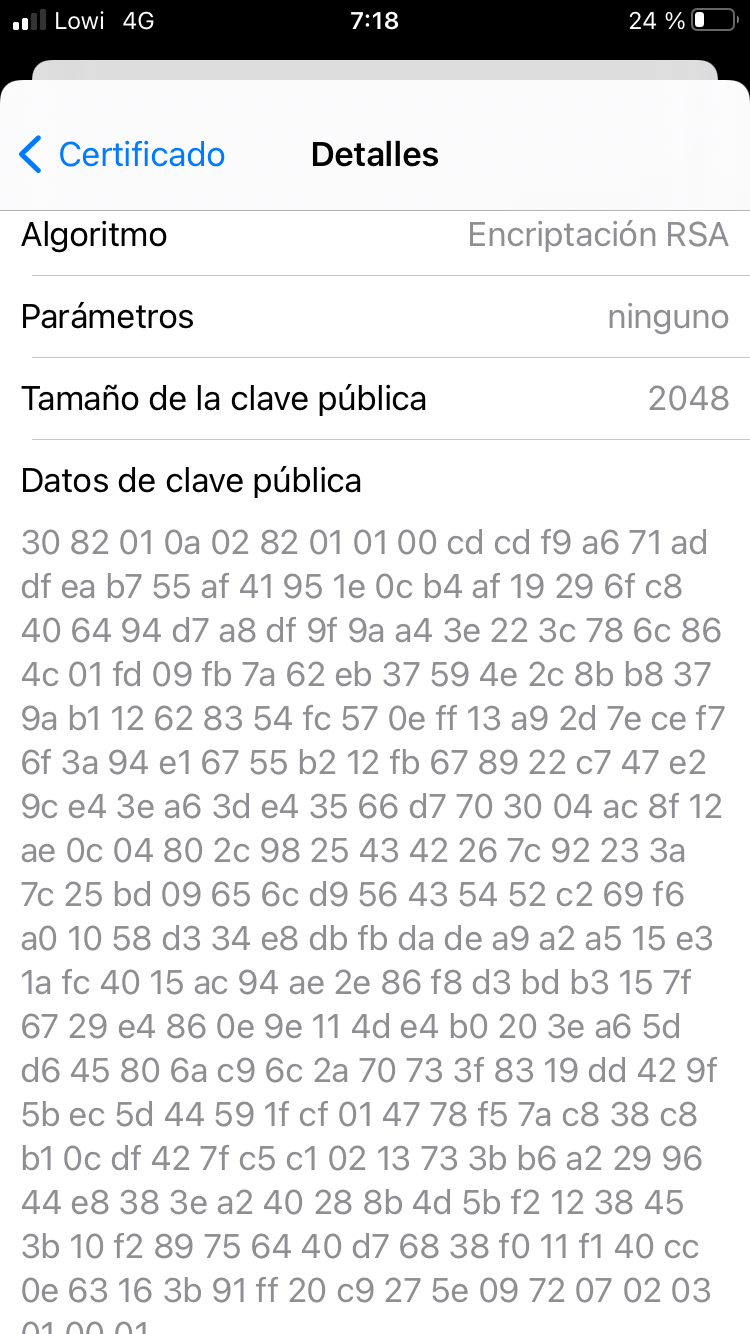 Lowi 4G 7:18 24 %
Certificado Detalles
Algoritmo Encriptación RSA
Parámetros ninguno
Tamaño de la clave pública 2048
Datos de clave pública
30 82 01 0a 02 82 01 01 00 cd cd f9 a6 71 ad
df ea b7 55 af 41 95 1e 0c b4 af 19 29 6f c8
40 64 94 d7 a8 df 9f 9a a4 3e 22 3c 78 6c 86
4c 01 fd 09 fb 7a 62 eb 37 59 4e 2c 8b b8 37
9a b1 12 62 83 54 fc 57 0e ff 13 a9 2d 7e ce f7
6f 3a 94 e1 67 55 b2 12 fb 67 89 22 c7 47 e2
9c e4 3e a6 3d e4 35 66 d7 70 30 04 ac 8f 12
ae 0c 04 80 2c 98 25 43 42 26 7c 92 23 3a
7c 25 bd 09 65 6c d9 56 43 54 52 c2 69 f6
a0 10 58 d3 34 e8 db fb da de a9 a2 a5 15 e3
1a fc 40 15 ac 94 ae 2e 86 f8 d3 bd b3 15 7f
67 29 e4 86 0e 9e 11 4d e4 b0 20 3e a6 5d
d6 45 80 6a c9 6c 2a 70 73 3f 83 19 dd 42 9f
5b ec 5d 44 59 1f cf 01 47 78 f5 7a c8 38 c8
b1 0c df 42 7f c5 c1 02 13 73 3b b6 a2 29 96
44 e8 38 3e a2 40 28 8b 4d 5b f2 12 38 45
3b 10 f2 89 75 64 40 d7 68 38 f0 11 f1 40 cc
0e 63 16 3b 91 ff 20 c9 27 5e 09 72 07 02 03
01 00 01